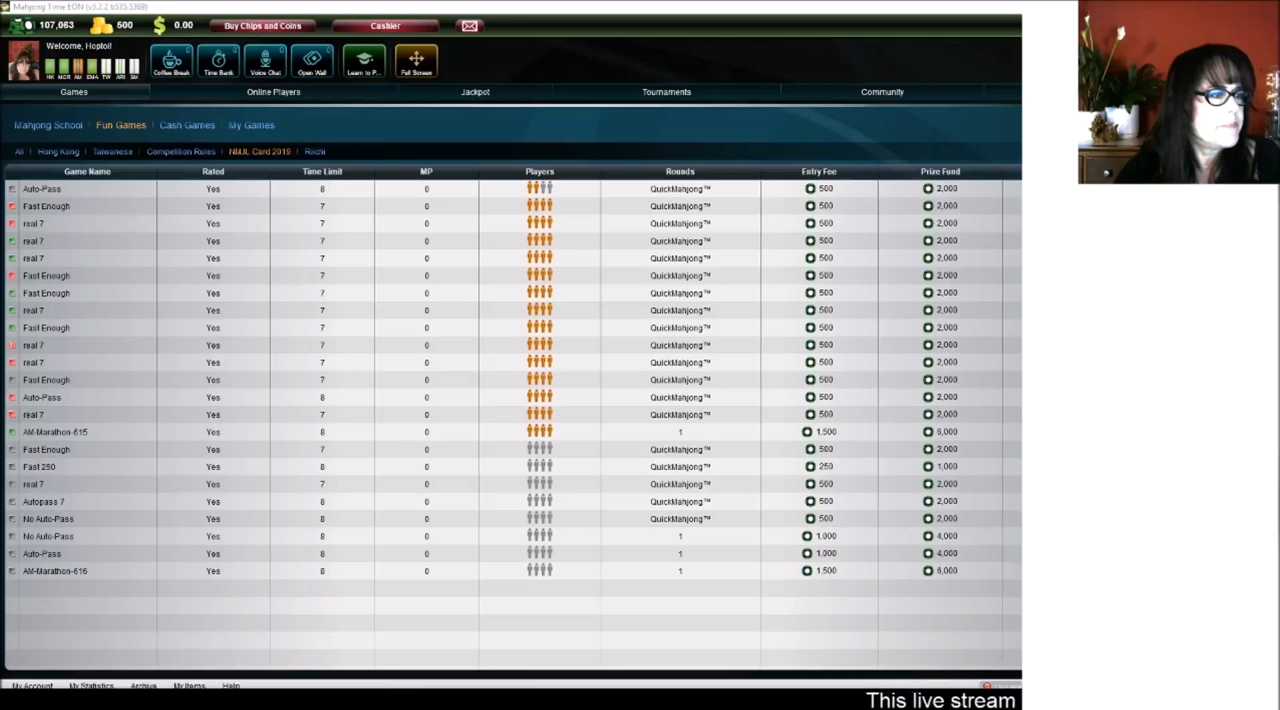 Mahjong Time EON (v3.2.2 6535.5369)
107,063 500 0.00 Buy Chips and Coins Cashier
Welcome, Hoptoil
HK MCR AM EMA TW ARI SM
Coffee Break Time Bank Voice Chat Open Wall Learn to P... Full Screen
Games Online Players Jackpot Tournaments Community
Mahjong School Fun Games Cash Games My Games
All Hong Kong Taiwanese Competition Rules NMJL Card 2019 Riichi
Game Name Rated Time Limit MP Players Rounds Entry Fee Prize Fund
Auto-Pass Yes 8 0 QuickMahjong™ 500 2,000
Fast Enough Yes 7 0 QuickMahjong™ 500 2,000
real 7 Yes 7 0 QuickMahjong™ 500 2,000
real 7 Yes 7 0 QuickMahjong™ 500 2,000
real 7 Yes 7 0 QuickMahjong™ 500 2,000
Fast Enough Yes 7 0 QuickMahjong™ 500 2,000
Fast Enough Yes 7 0 QuickMahjong™ 500 2,000
real 7 Yes 7 0 QuickMahjong™ 500 2,000
Fast Enough Yes 7 0 QuickMahjong™ 500 2,000
real 7 Yes 7 0 QuickMahjong™ 500 2,000
real 7 Yes 7 0 QuickMahjong™ 500 2,000
Fast Enough Yes 7 0 QuickMahjong™ 500 2,000
Auto-Pass Yes 8 0 QuickMahjong™ 500 2,000
real 7 Yes 7 0 QuickMahjong™ 500 2,000
AM-Marathon-615 Yes 8 0 1 1,500 6,000
Fast Enough Yes 7 0 QuickMahjong™ 500 2,000
Fast 250 Yes 8 0 QuickMahjong™ 250 1,000
real 7 Yes 7 0 QuickMahjong™ 500 2,000
Autopass 7 Yes 8 0 QuickMahjong™ 500 2,000
No Auto-Pass Yes 8 0 QuickMahjong™ 500 2,000
No Auto-Pass Yes 8 0 1 1,000 4,000
Auto-Pass Yes 8 0 1 1,000 4,000
AM-Marathon-616 Yes 8 0 1 1,500 6,000
My Account My Statistics Archive My Items Help
This live stream